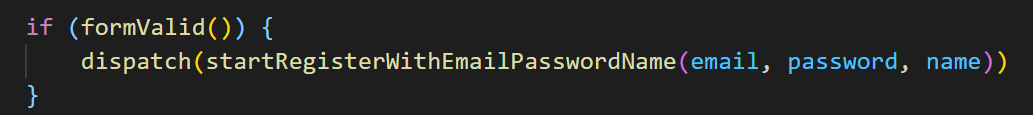 if (formValid()) {
    dispatch(startRegisterWithEmailPasswordName(email, password, name))
}